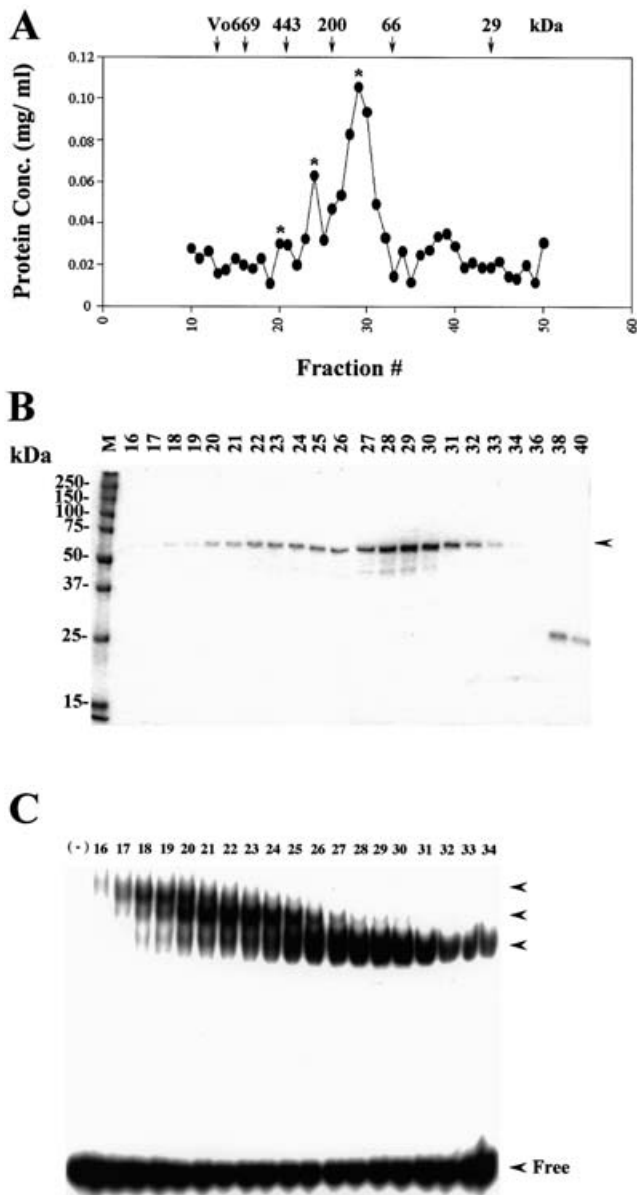 A
Vo 669 443 200 66 29 kDa
* * *
Protein Conc. (mg/ ml)
0.12
0.10
0.08
0.06
0.04
0.02
0
0 10 20 30 40 50 60
Fraction #
B
kDa
M 16 17 18 19 20 21 22 23 24 25 26 27 28 29 30 31 32 33 34 36 38 40
250-
150-
100-
75-
50-
37-
25-
15-
C
(-) 16 17 18 19 20 21 22 23 24 25 26 27 28 29 30 31 32 33 34
Free